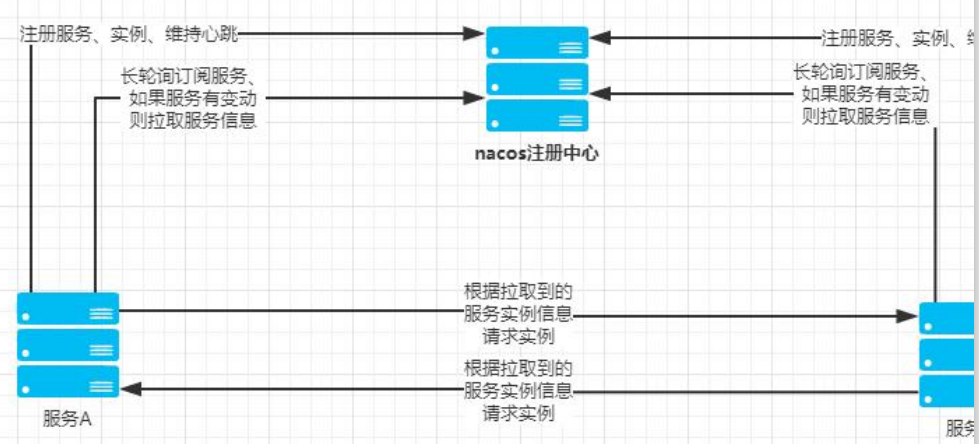 注册服务、实例、维持心跳
注册服务、实例、
长轮询订阅服务、
如果服务有变动
则拉取服务信息
长轮询订阅服务、
如果服务有变动
则拉取服务信息
nacos注册中心
根据拉取到的
服务实例信息
请求实例
根据拉取到的
服务实例信息
请求实例
服务A
服务